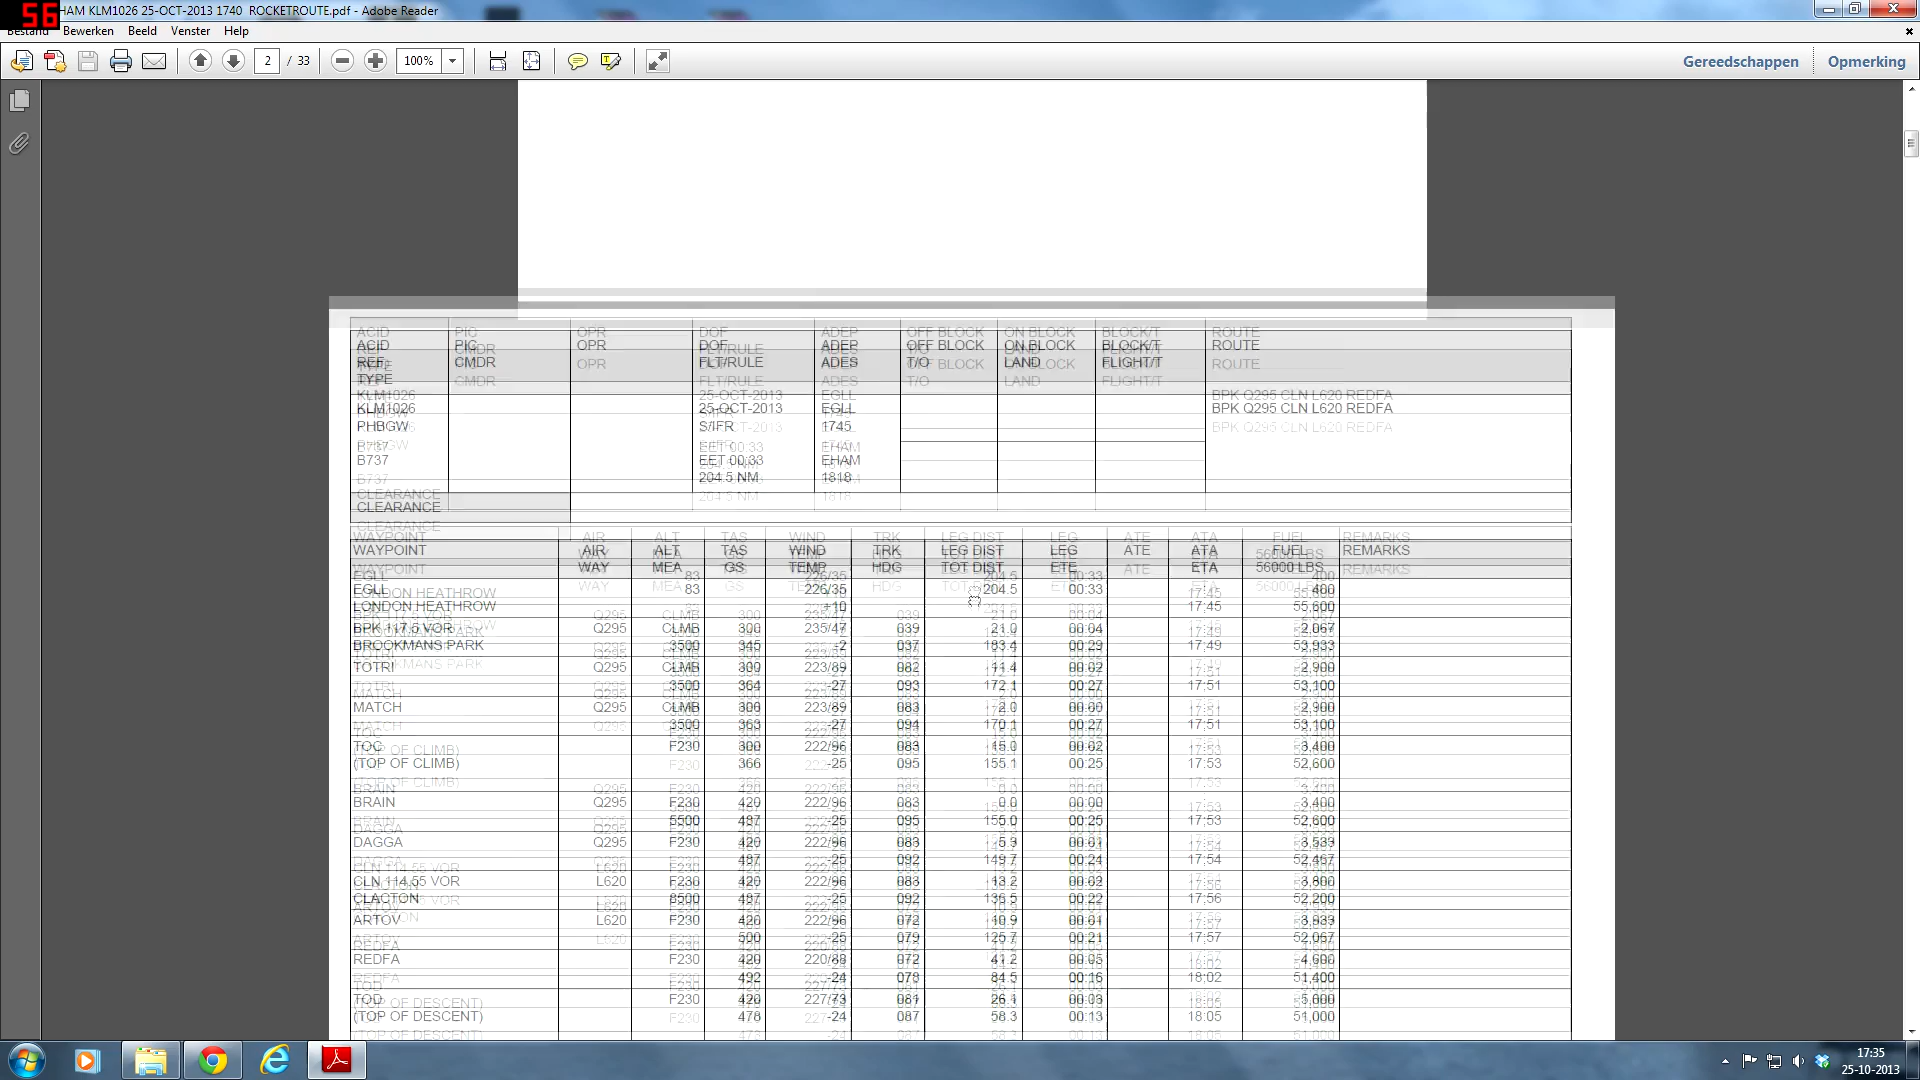 56
HAM KLM1026 25-OCT-2013 1740 ROCKETROUTE.pdf - Adobe Reader
Bestand Bewerken Beeld Venster Help
2 / 33 100% Gereedschappen Opmerking
ACID PIC OPR DOF ADEP OFF BLOCK ON BLOCK BLOCK/T ROUTE
REF. CMDR FLT/RULE ADES T/O LAND FLIGHT/T
TYPE
KLM1026 25-OCT-2013 EGLL BPK Q295 CLN L620 REDFA
PHBGW S/IFR 1745
B737 EET 00:33 EHAM
204.5 NM 1818
CLEARANCE
WAYPOINT AIR ALT TAS WIND TRK LEG DIST LEG ATE ATA FUEL REMARKS
WAY MEA GS TEMP HDG TOT DIST ETE ETA 56000 LBS
EGLL 83 226/35 204.5 00:33 400
LONDON HEATHROW +10 17:45 55,600
BPK 117.5 VOR Q295 CLMB 300 235/47 039 21.0 00:04 2,067
BROOKMANS PARK 3500 345 -2 037 183.4 00:29 17:49 53,933
TOTRI Q295 CLMB 300 223/89 082 11.4 00:02 2,900
3500 364 -27 093 172.1 00:27 17:51 53,100
MATCH Q295 CLMB 300 223/89 083 2.0 00:00 2,900
3500 363 -27 094 170.1 00:27 17:51 53,100
TOC F230 300 222/96 083 15.0 00:02 3,400
(TOP OF CLIMB) 366 -25 095 155.1 00:25 17:53 52,600
BRAIN Q295 F230 420 222/96 083 0.0 00:00 3,400
5500 487 -25 095 155.0 00:25 17:53 52,600
DAGGA Q295 F230 420 222/96 083 5.3 00:01 3,533
487 -25 092 149.7 00:24 17:54 52,467
CLN 114.55 VOR L620 F230 420 222/96 083 13.2 00:02 3,800
CLACTON 8500 487 -25 092 136.5 00:22 17:56 52,200
ARTOV L620 F230 420 222/96 072 10.9 00:01 3,933
500 -25 079 125.7 00:21 17:57 52,067
REDFA F230 420 220/88 072 41.2 00:05 4,600
492 -24 078 84.5 00:16 18:02 51,400
TOD F230 420 227/73 081 26.1 00:03 5,000
(TOP OF DESCENT) 478 -24 087 58.3 00:13 18:05 51,000
17:35
25-10-2013